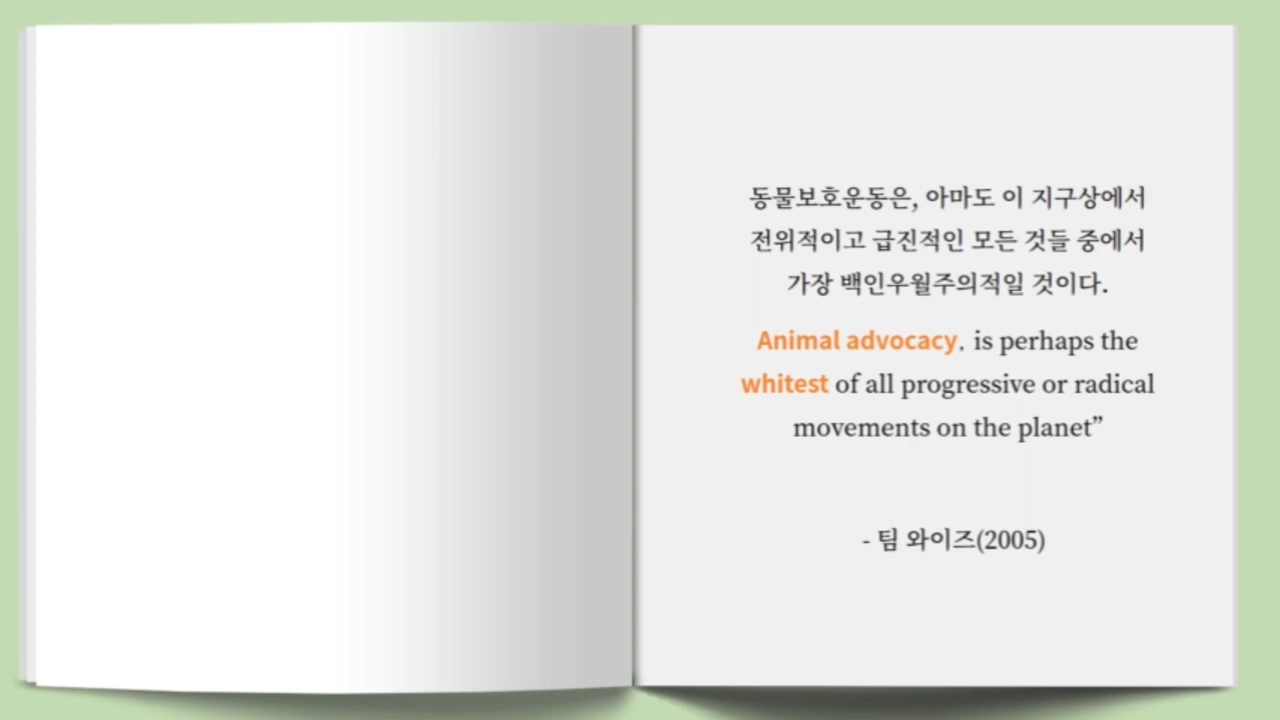 동물보호운동은, 아마도 이 지구상에서
전위적이고 급진적인 모든 것들 중에서
가장 백인우월주의적일 것이다.
Animal advocacy, is perhaps the
whitest of all progressive or radical
movements on the planet”
- 팀 와이즈(2005)